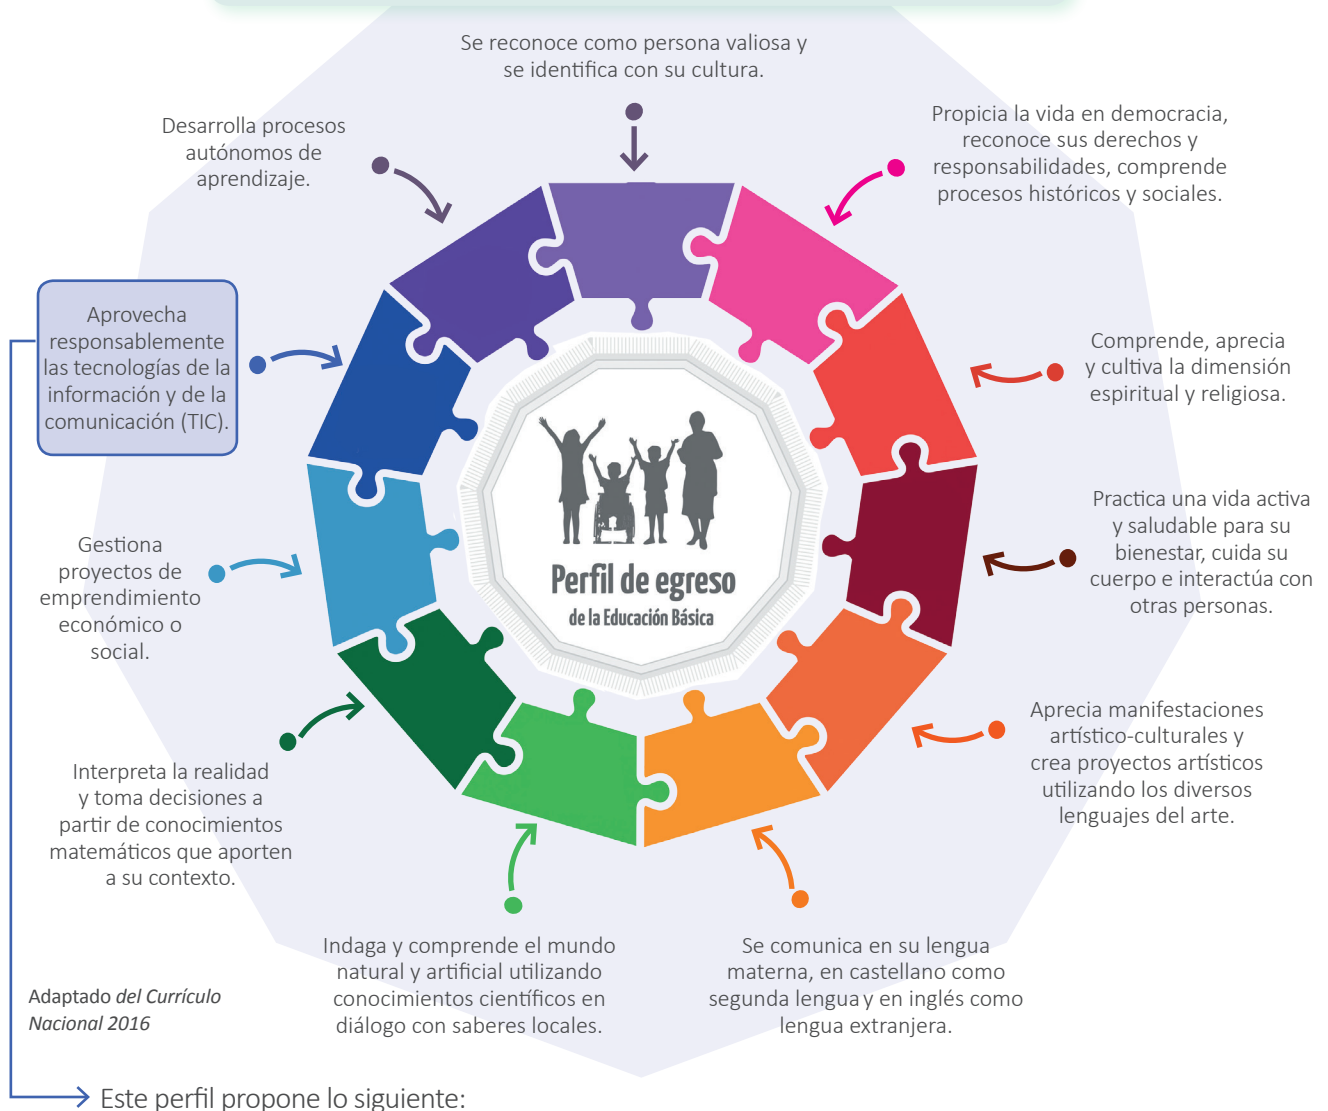 Se reconoce como persona valiosa y
se identifica con su cultura.
Propicia la vida en democracia,
reconoce sus derechos y
responsabilidades, comprende
procesos históricos y sociales.
Desarrolla procesos
autónomos de
aprendizaje.
Aprovecha
responsablemente
las tecnologías de la
información y de la
comunicación (TIC).
Comprende, aprecia
y cultiva la dimensión
espiritual y religiosa.
Practica una vida activa
y saludable para su
bienestar, cuida su
cuerpo e interactúa con
otras personas.
Gestiona
proyectos de
emprendimiento
económico o
social.
Perfil de egreso
de la Educación Básica
Aprecia manifestaciones
artístico-culturales y
crea proyectos artísticos
utilizando los diversos
lenguajes del arte.
Interpreta la realidad
y toma decisiones a
partir de conocimientos
matemáticos que aporten
a su contexto.
Indaga y comprende el mundo
natural y artificial utilizando
conocimientos científicos en
diálogo con saberes locales.
Se comunica en su lengua
materna, en castellano como
segunda lengua y en inglés como
lengua extranjera.
Adaptado del Currículo
Nacional 2016
Este perfil propone lo siguiente: